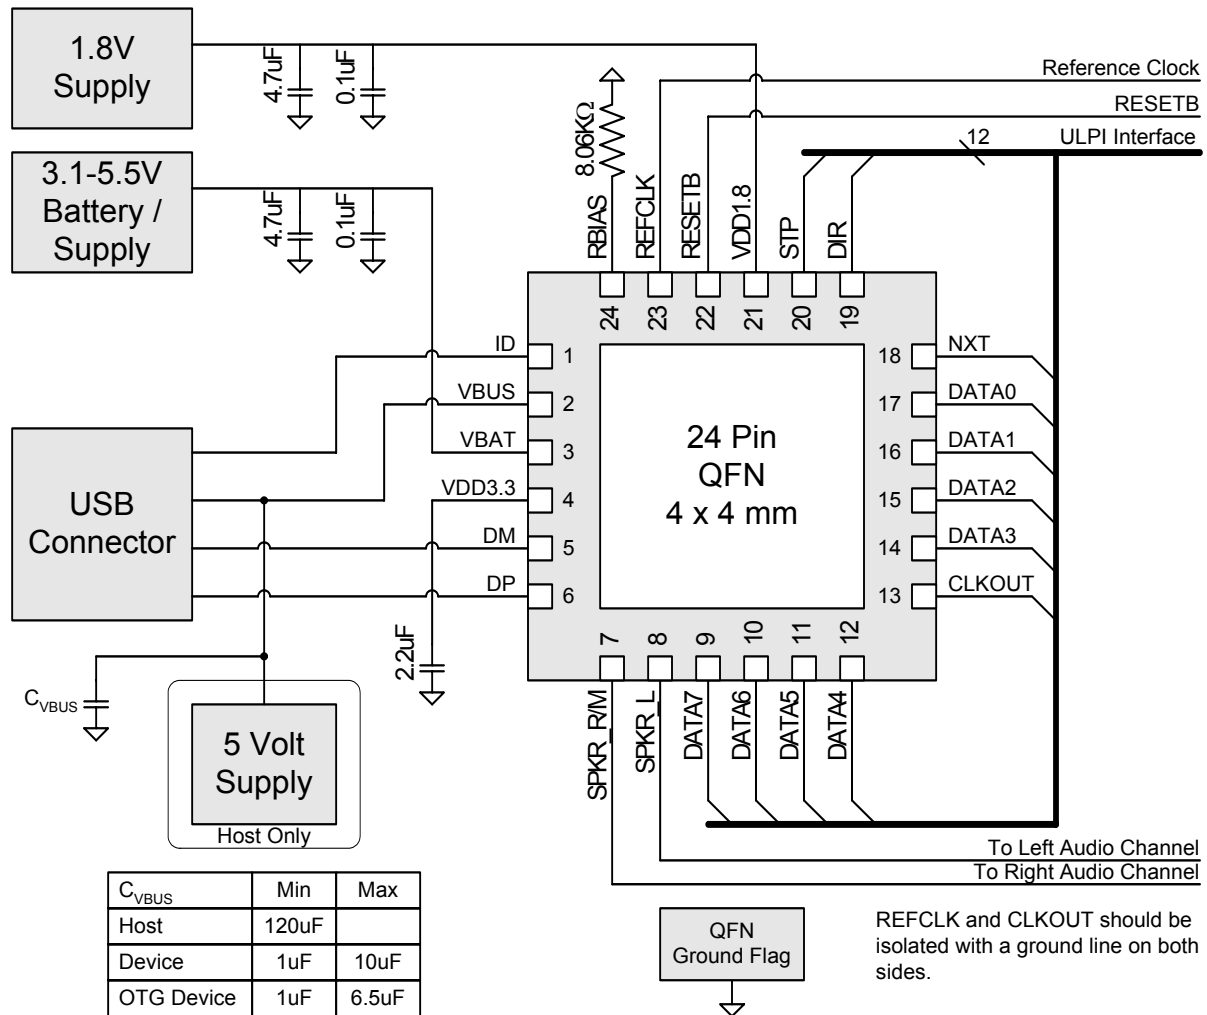 1.8V
Supply
4.7uF
0.1uF
3.1-5.5V
Battery /
Supply
4.7uF
0.1uF
8.06KΩ
Reference Clock
RESETB
12
ULPI Interface
RBIAS
REFCLK
RESETB
VDD1.8
STP
DIR
24
23
22
21
20
19
ID
1
VBUS
2
VBAT
3
VDD3.3
4
DM
5
DP
6
24 Pin
QFN
4 x 4 mm
18
NXT
17
DATA0
16
DATA1
15
DATA2
14
DATA3
13
CLKOUT
USB
Connector
7
8
9
10
11
12
SPKR_R/M
SPKR_L
DATA7
DATA6
DATA5
DATA4
2.2uF
CVBUS
5 Volt
Supply
Host Only
To Left Audio Channel
To Right Audio Channel
CVBUS Min Max
Host 120uF
Device 1uF 10uF
OTG Device 1uF 6.5uF
QFN
Ground Flag
REFCLK and CLKOUT should be
isolated with a ground line on both
sides.